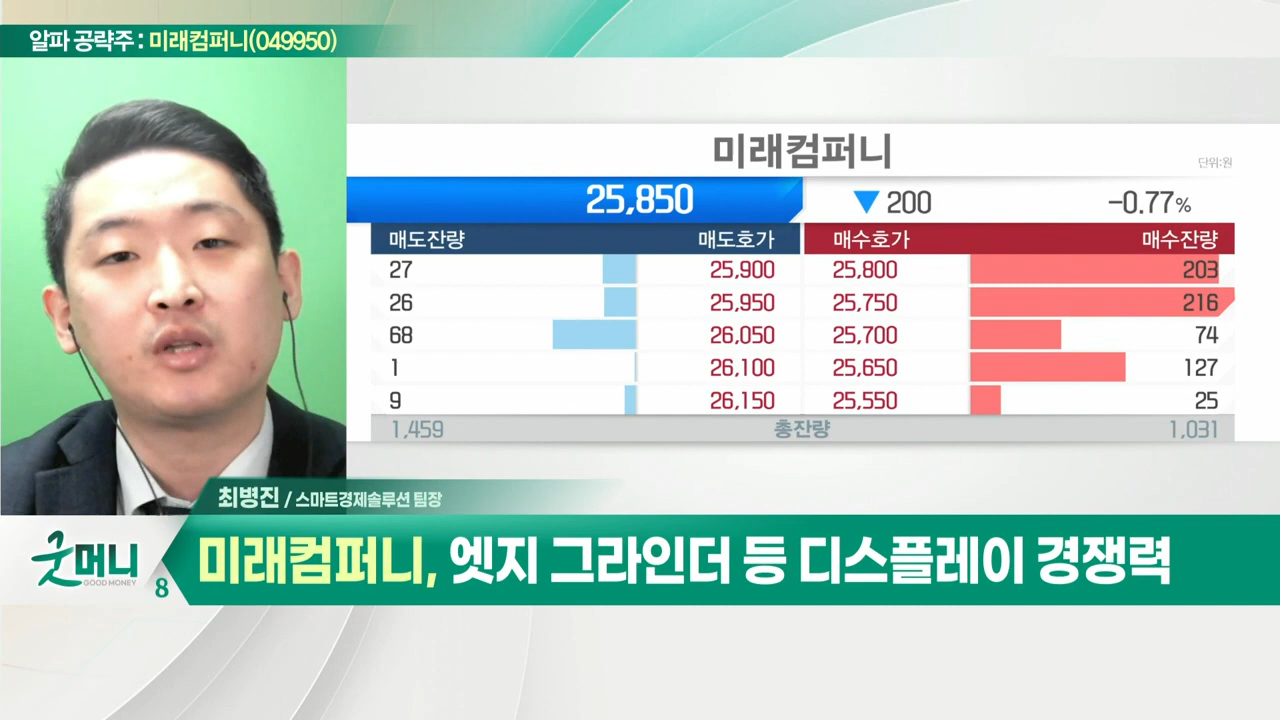 알파 공략주 : 미래컴퍼니(049950)
미래컴퍼니
단위:원
25,850 ▼ 200 -0.77%
매도잔량 매도호가 매수호가 매수잔량
27 25,900 25,800 203
26 25,950 25,750 216
68 26,050 25,700 74
1 26,100 25,650 127
9 26,150 25,550 25
1,459 총잔량 1,031
최병진 / 스마트경제솔루션 팀장
굿머니
GOOD MONEY
8
미래컴퍼니, 엣지 그라인더 등 디스플레이 경쟁력